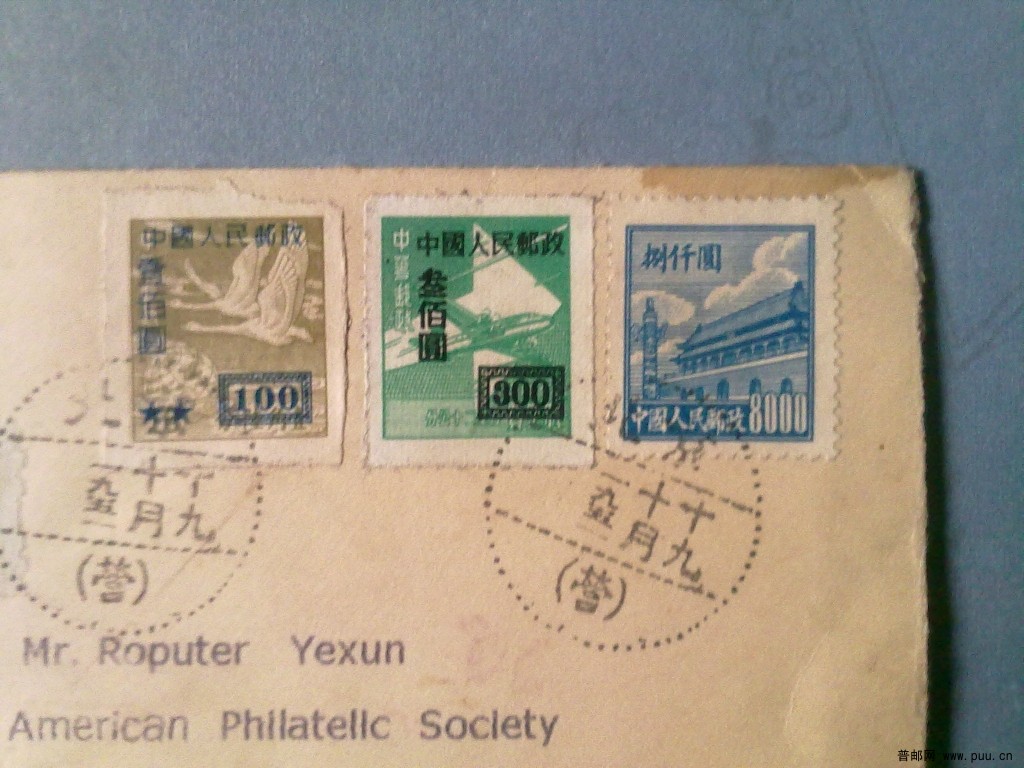 中國人民郵政
壹佰圓
100
中國人民郵政
叁佰圓
300
捌仟圓
中國人民郵政 8000
十九
十月
(營)
十九
十月
(營)
Mr. Roputer Yexun
American Philatelic Society
普邮网 www.puu.cn